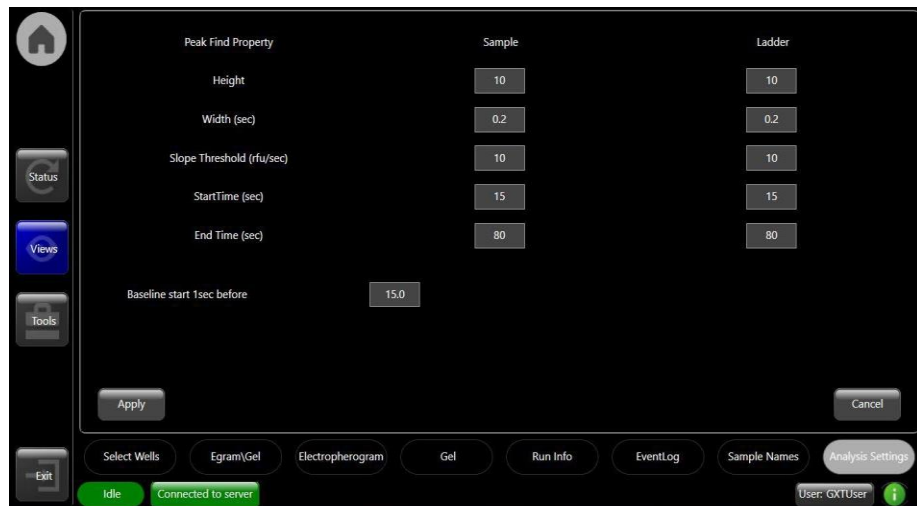 Peak Find Property Sample Ladder
Height 10 10
Width (sec) 0.2 0.2
Slope Threshold (rfu/sec) 10 10
Status
StartTime (sec) 15 15
End Time (sec) 80 80
Views
Baseline start 1sec before 15.0
Tools
Apply Cancel
Select Wells Egram\Gel Electropherogram Gel Run Info EventLog Sample Names Analysis Settings
Exit
Idle Connected to server User: GXTUser i